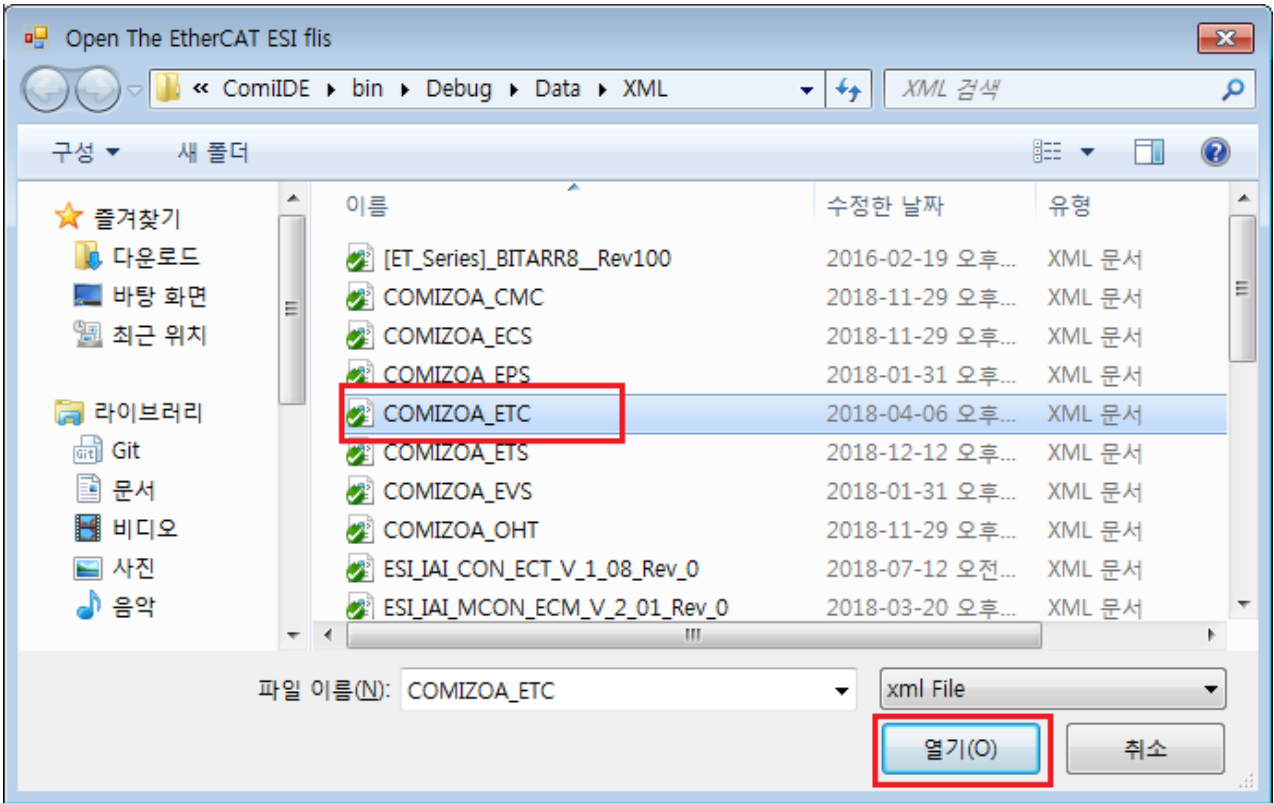 Open The EtherCAT ESI flis
« ComiIDE ▸ bin ▸ Debug ▸ Data ▸ XML
XML 검색
구성 새 폴더
이름 수정한 날짜 유형
즐겨찾기
다운로드
바탕 화면
최근 위치
라이브러리
Git
문서
비디오
사진
음악
[ET_Series]_BITARR8__Rev100 2016-02-19 오후... XML 문서
COMIZOA_CMC 2018-11-29 오후... XML 문서
COMIZOA_ECS 2018-11-29 오후... XML 문서
COMIZOA_EPS 2018-01-31 오후... XML 문서
COMIZOA_ETC 2018-04-06 오후... XML 문서
COMIZOA_ETS 2018-12-12 오후... XML 문서
COMIZOA_EVS 2018-01-31 오후... XML 문서
COMIZOA_OHT 2018-11-29 오후... XML 문서
ESI_IAI_CON_ECT_V_1_08_Rev_0 2018-07-12 오전... XML 문서
ESI_IAI_MCON_ECM_V_2_01_Rev_0 2018-03-20 오후... XML 문서
파일 이름(N): COMIZOA_ETC xml File
열기(O) 취소